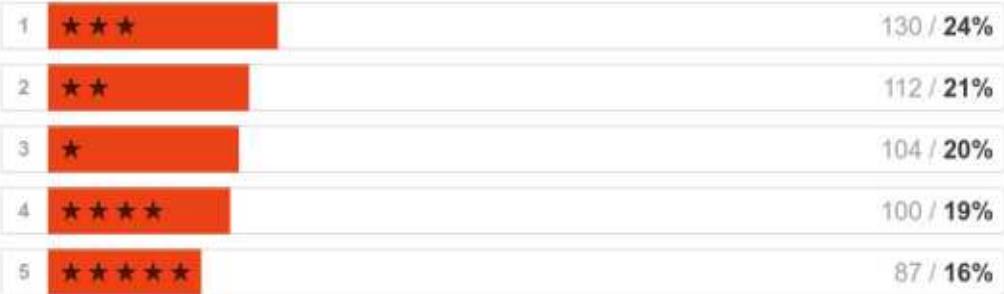 1 ★ ★ ★ 130 / 24%
2 ★ ★ 112 / 21%
3 ★ 104 / 20%
4 ★ ★ ★ ★ 100 / 19%
5 ★ ★ ★ ★ ★ 87 / 16%